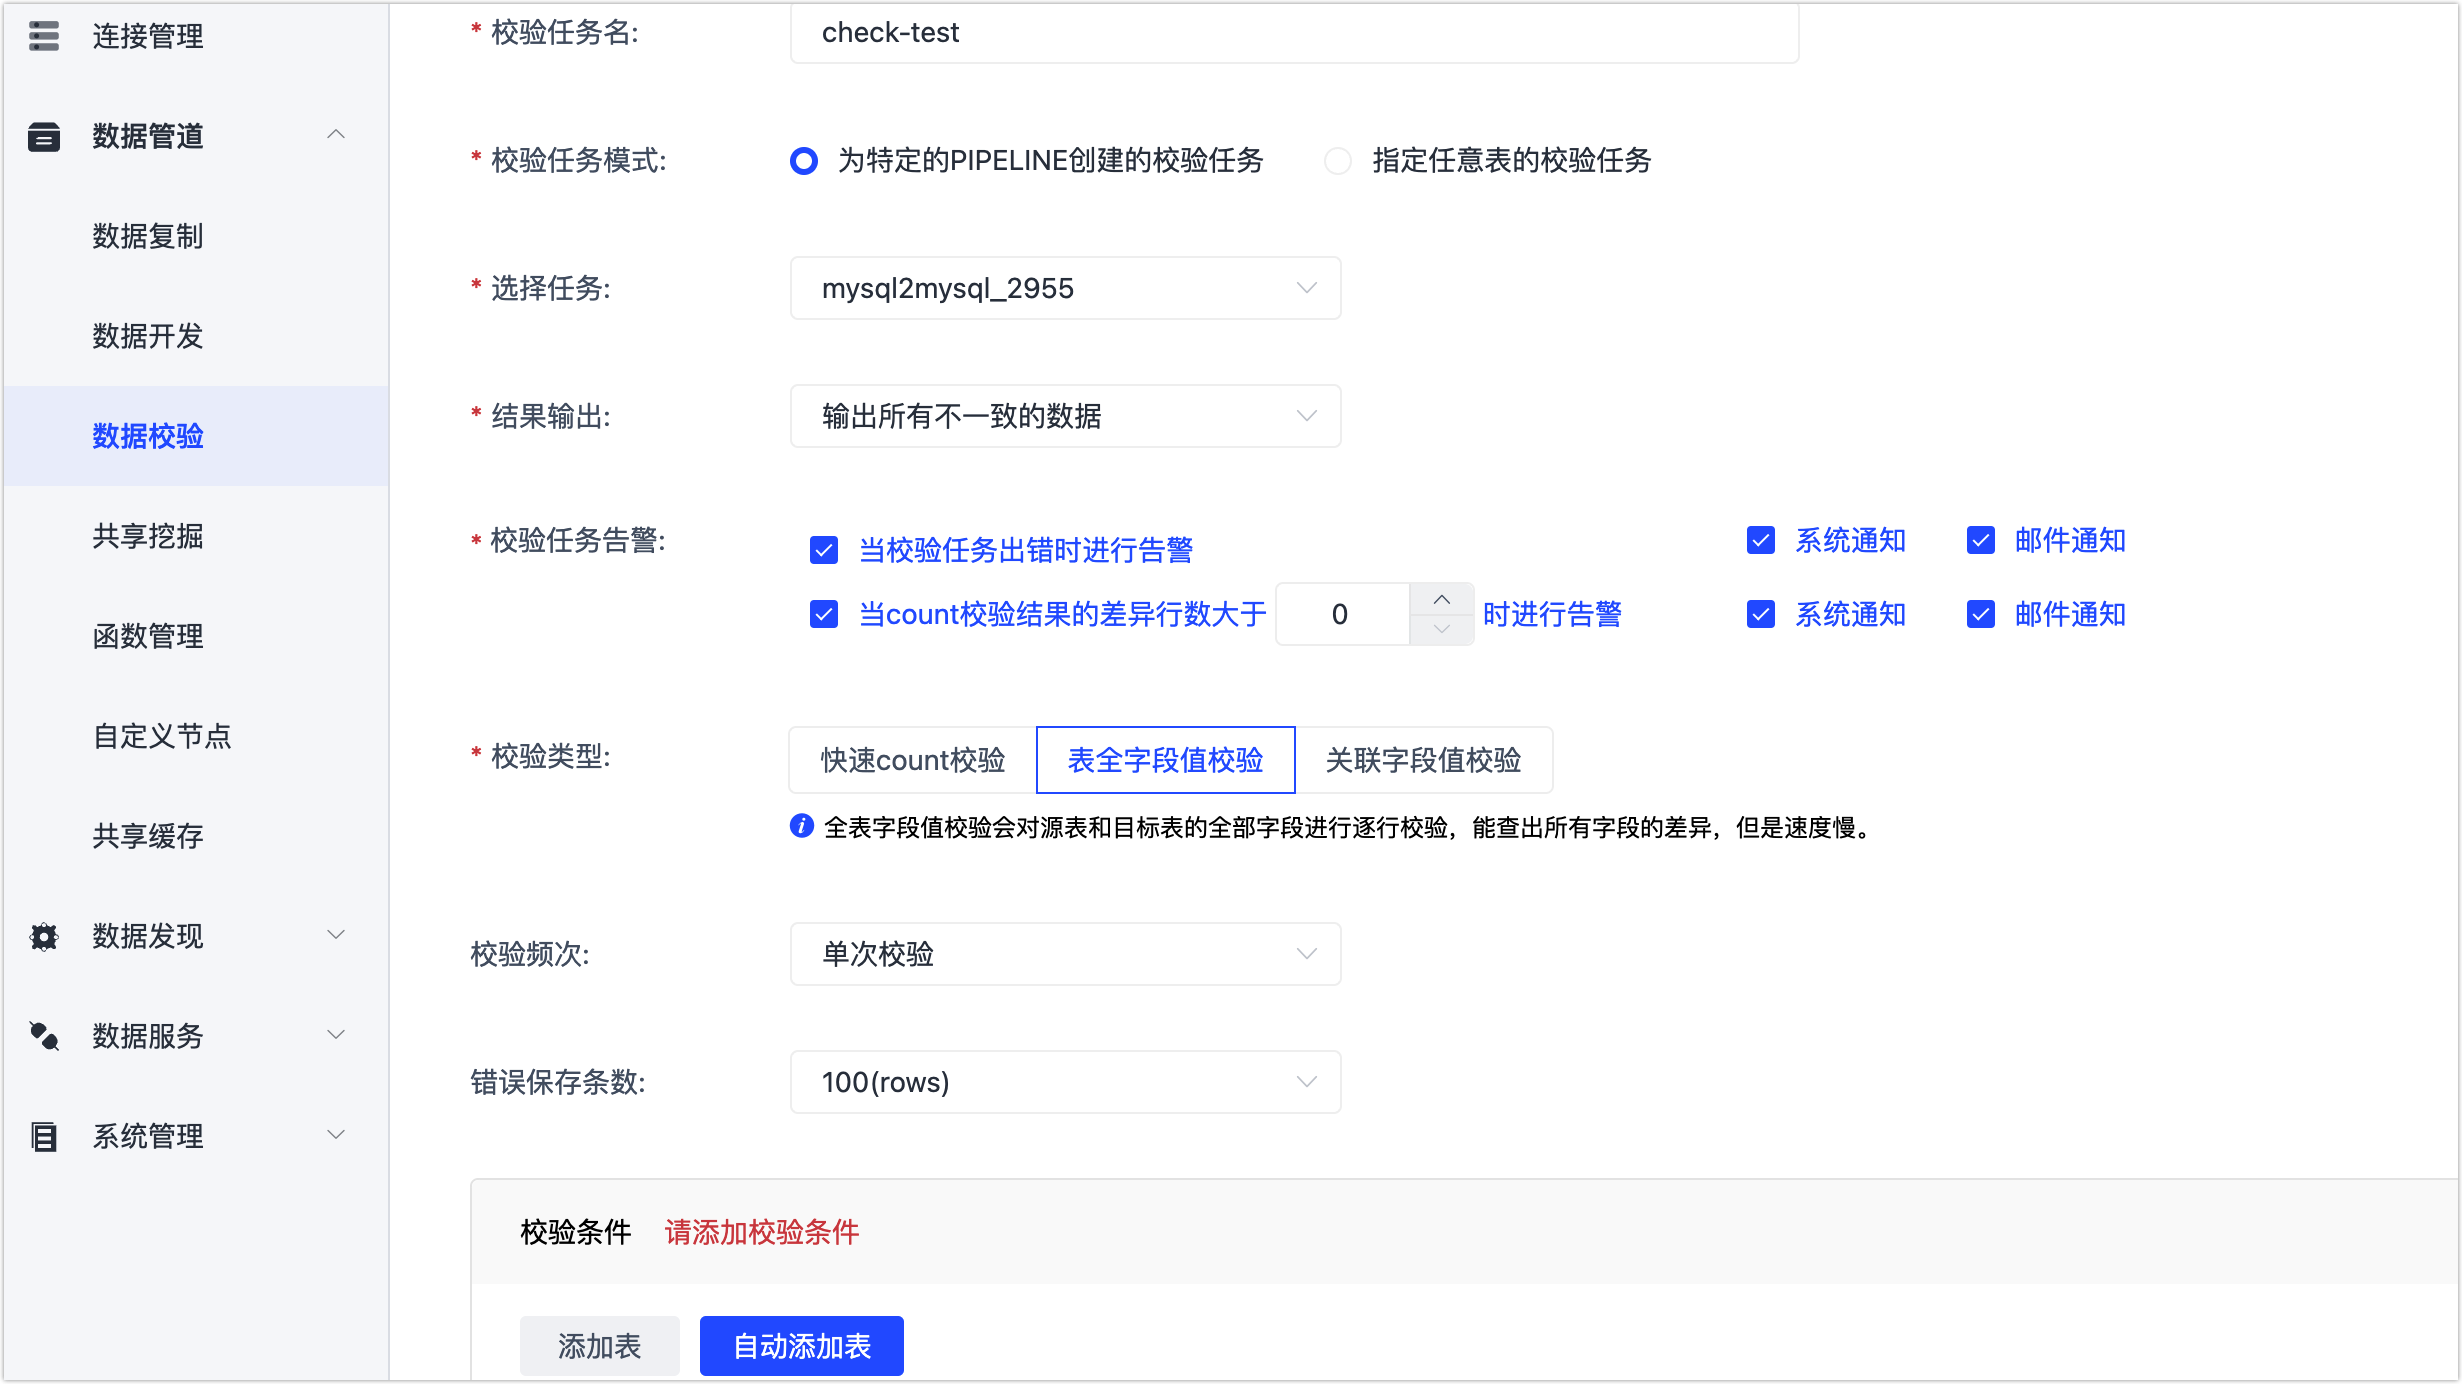 连接管理
数据管道
数据复制
数据开发
数据校验
共享挖掘
函数管理
自定义节点
共享缓存
数据发现
数据服务
系统管理
* 校验任务名: check-test
* 校验任务模式: 为特定的PIPELINE创建的校验任务 指定任意表的校验任务
* 选择任务: mysql2mysql_2955
* 结果输出: 输出所有不一致的数据
* 校验任务告警: 当校验任务出错时进行告警 系统通知 邮件通知
当count校验结果的差异行数大于 0 时进行告警 系统通知 邮件通知
* 校验类型: 快速count校验 表全字段值校验 关联字段值校验
全表字段值校验会对源表和目标表的全部字段进行逐行校验，能查出所有字段的差异，但是速度慢。
校验频次: 单次校验
错误保存条数: 100(rows)
校验条件 请添加校验条件
添加表 自动添加表